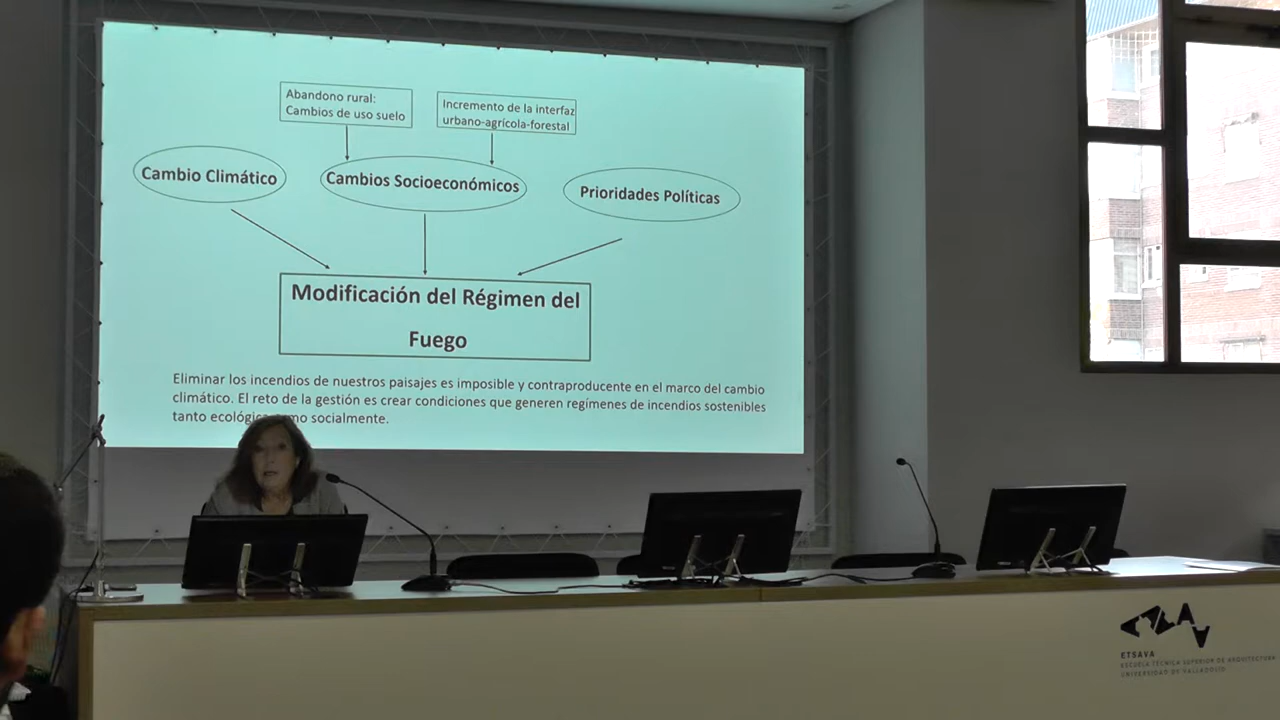 Abandono rural:
Cambios de uso suelo
Incremento de la interfaz
urbano-agrícola-forestal
Cambio Climático
Cambios Socioeconómicos
Prioridades Políticas
Modificación del Régimen del
Fuego
Eliminar los incendios de nuestros paisajes es imposible y contraproducente en el marco del cambio
climático. El reto de la gestión es crear condiciones que generen regímenes de incendios sostenibles
tanto socialmente.
ETSAVA
ESCUELA TÉCNICA SUPERIOR DE ARQUITECTURA
UNIVERSIDAD DE VALLADOLID